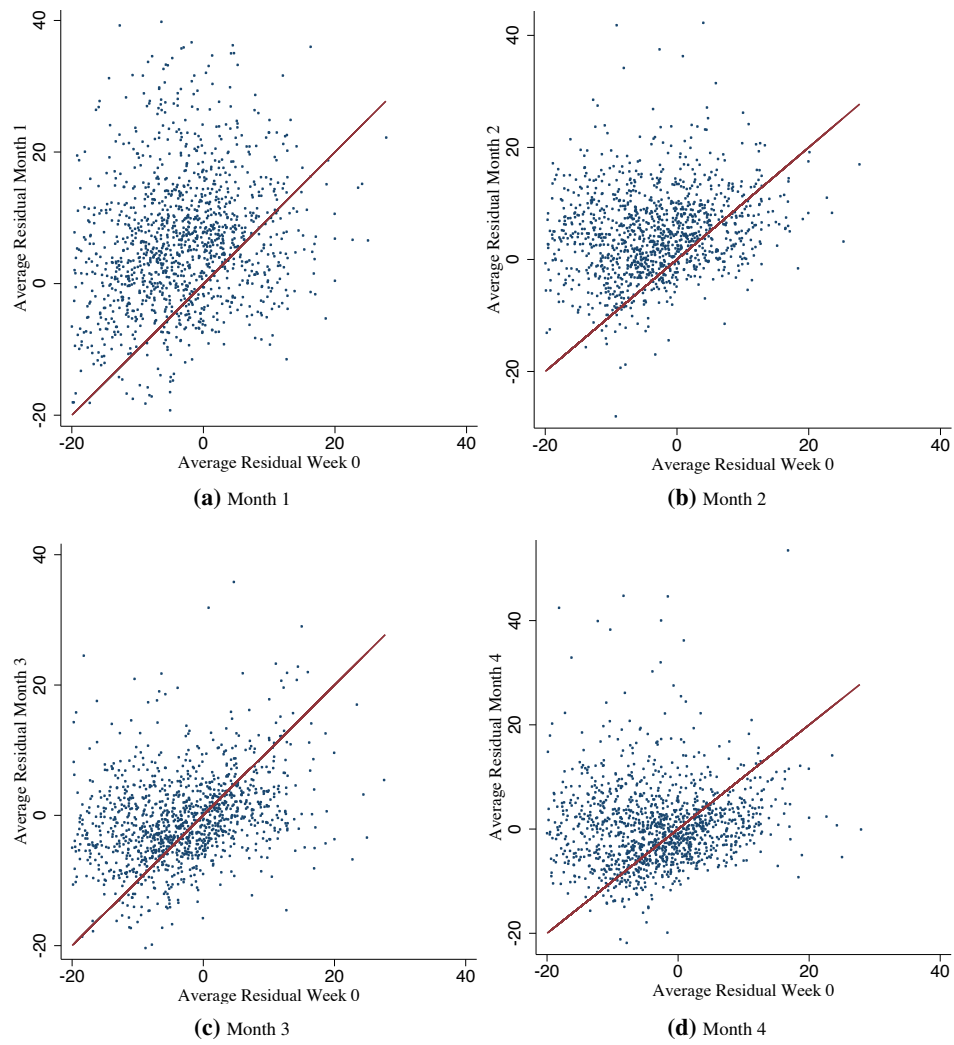 40
20
0
-20
Average Residual Month 1
-20 0 20 40
Average Residual Week 0
(a) Month 1
40
20
0
-20
Average Residual Month 2
-20 0 20 40
Average Residual Week 0
(b) Month 2
40
20
0
-20
Average Residual Month 3
-20 0 20 40
Average Residual Week 0
(c) Month 3
40
20
0
-20
Average Residual Month 4
-20 0 20 40
Average Residual Week 0
(d) Month 4